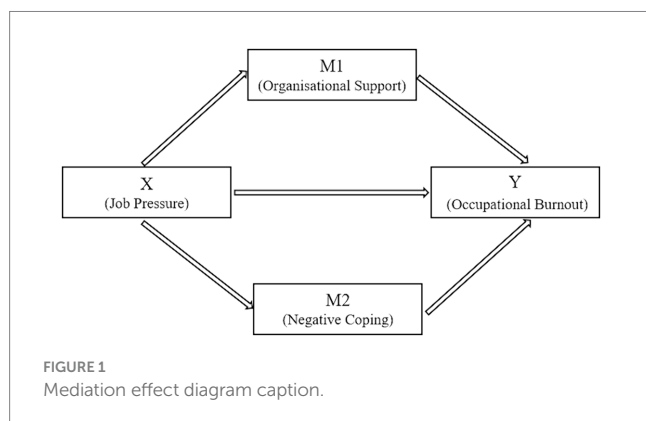 M1
(Organisational Support)
X
(Job Pressure)
Y
(Occupational Burnout)
M2
(Negative Coping)
FIGURE 1
Mediation effect diagram caption.